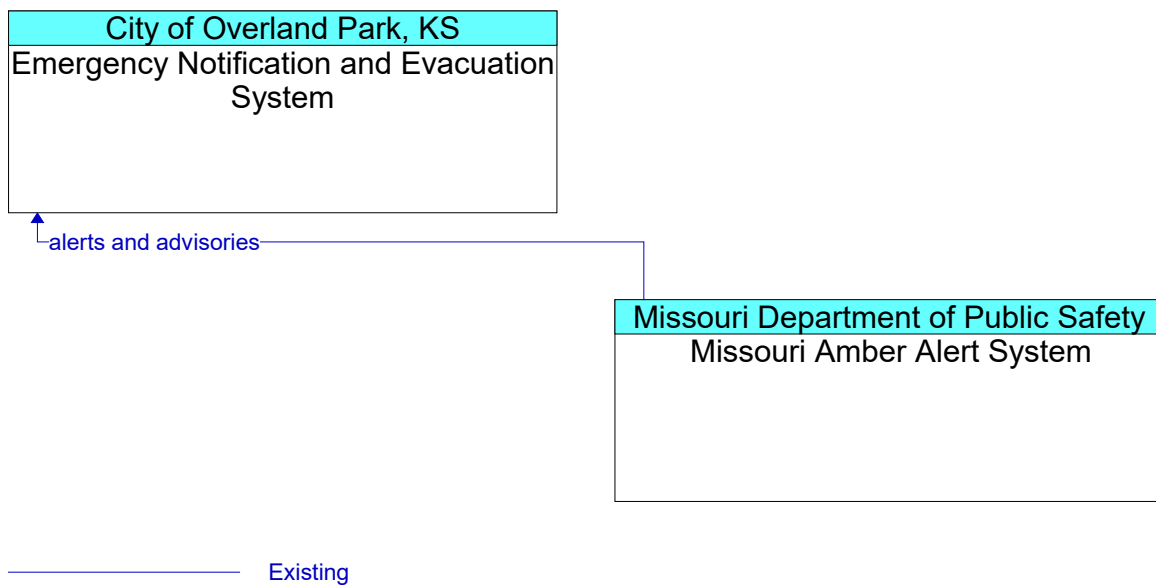 City of Overland Park, KS
Emergency Notification and Evacuation
System
alerts and advisories
Missouri Department of Public Safety
Missouri Amber Alert System
Existing